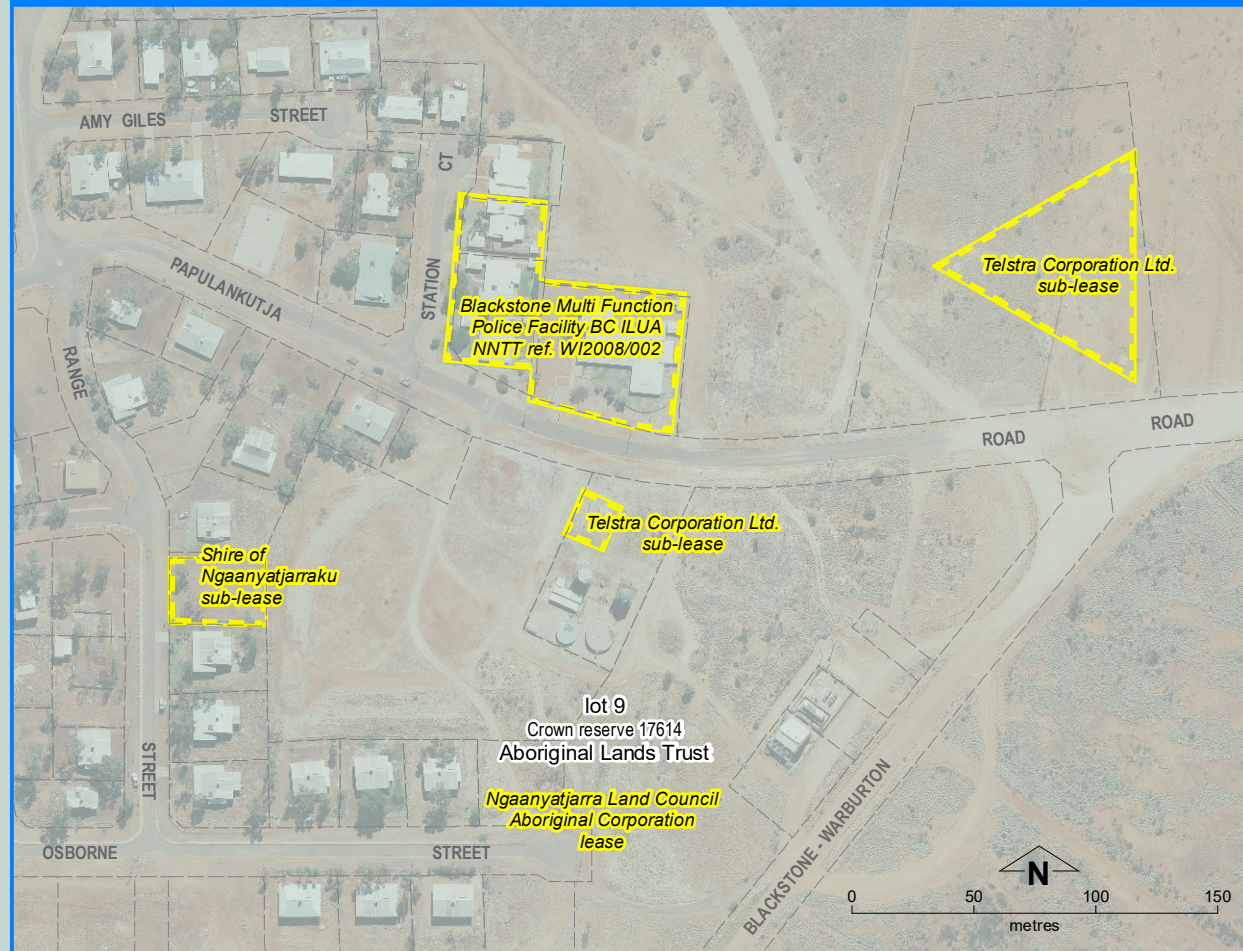 AMY GILES STREET
CT
STATION
PAPULANKUTJA
RANGE
Blackstone Multi Function
Police Facility BC ILUA
NNTT ref. WI2008/002
Telstra Corporation Ltd.
sub-lease
ROAD
ROAD
Telstra Corporation Ltd.
sub-lease
Shire of
Ngaanyatjarraku
sub-lease
lot 9
Crown reserve 17614
Aboriginal Lands Trust
Ngaanyatjarra Land Council
Aboriginal Corporation
lease
STREET
OSBORNE STREET
BLACKSTONE - WARBURTON
N
0 50 100 150
metres